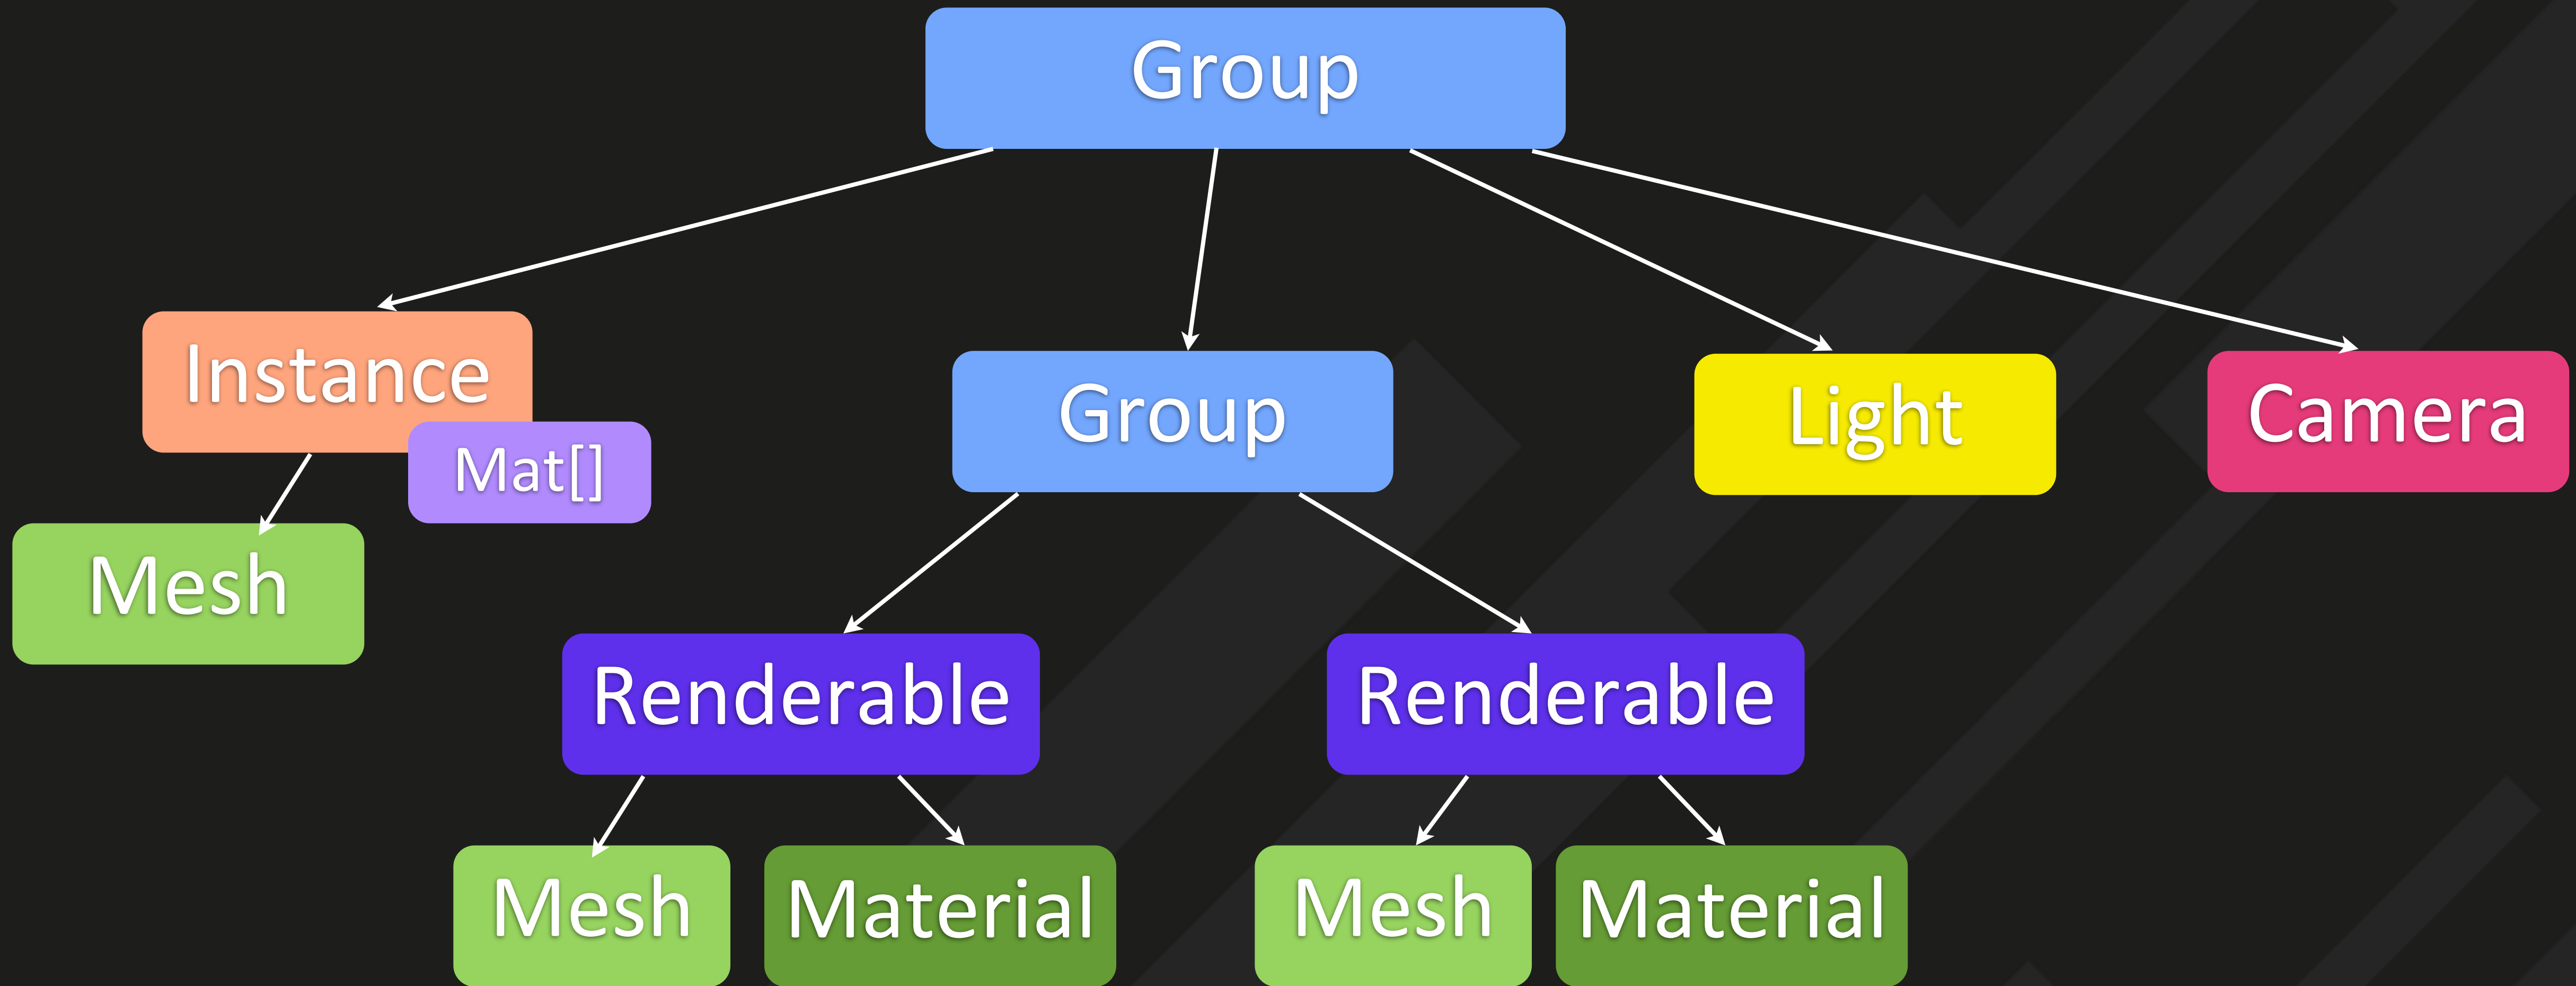 Group
Instance
Mat[]
Group
Light
Camera
Mesh
Renderable
Renderable
Mesh
Material
Mesh
Material